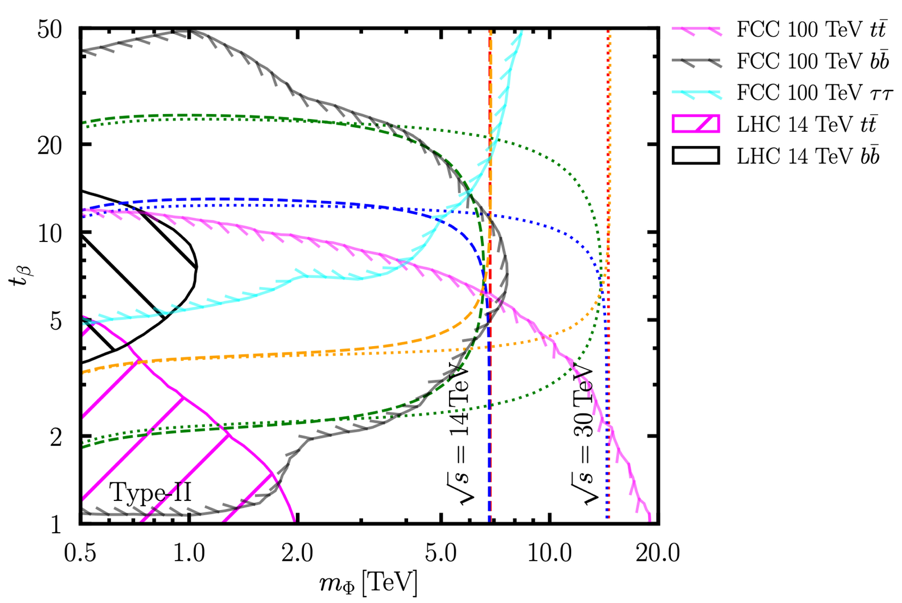 50
20
10
5
2
1
t_β
0.5 1.0 2.0 5.0 10.0 20.0
m_Φ [TeV]
Type-II
√s = 14 TeV
√s = 30 TeV
FCC 100 TeV tt̄
FCC 100 TeV bb̄
FCC 100 TeV ττ
LHC 14 TeV tt̄
LHC 14 TeV bb̄